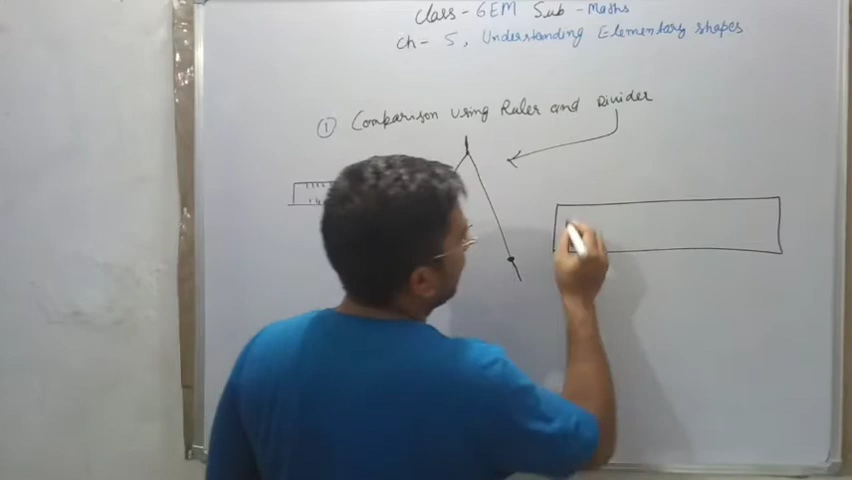 Class - 6EM Sub - Maths
Ch- 5, Understanding Elementary shapes
① Comparison using Ruler and Divider